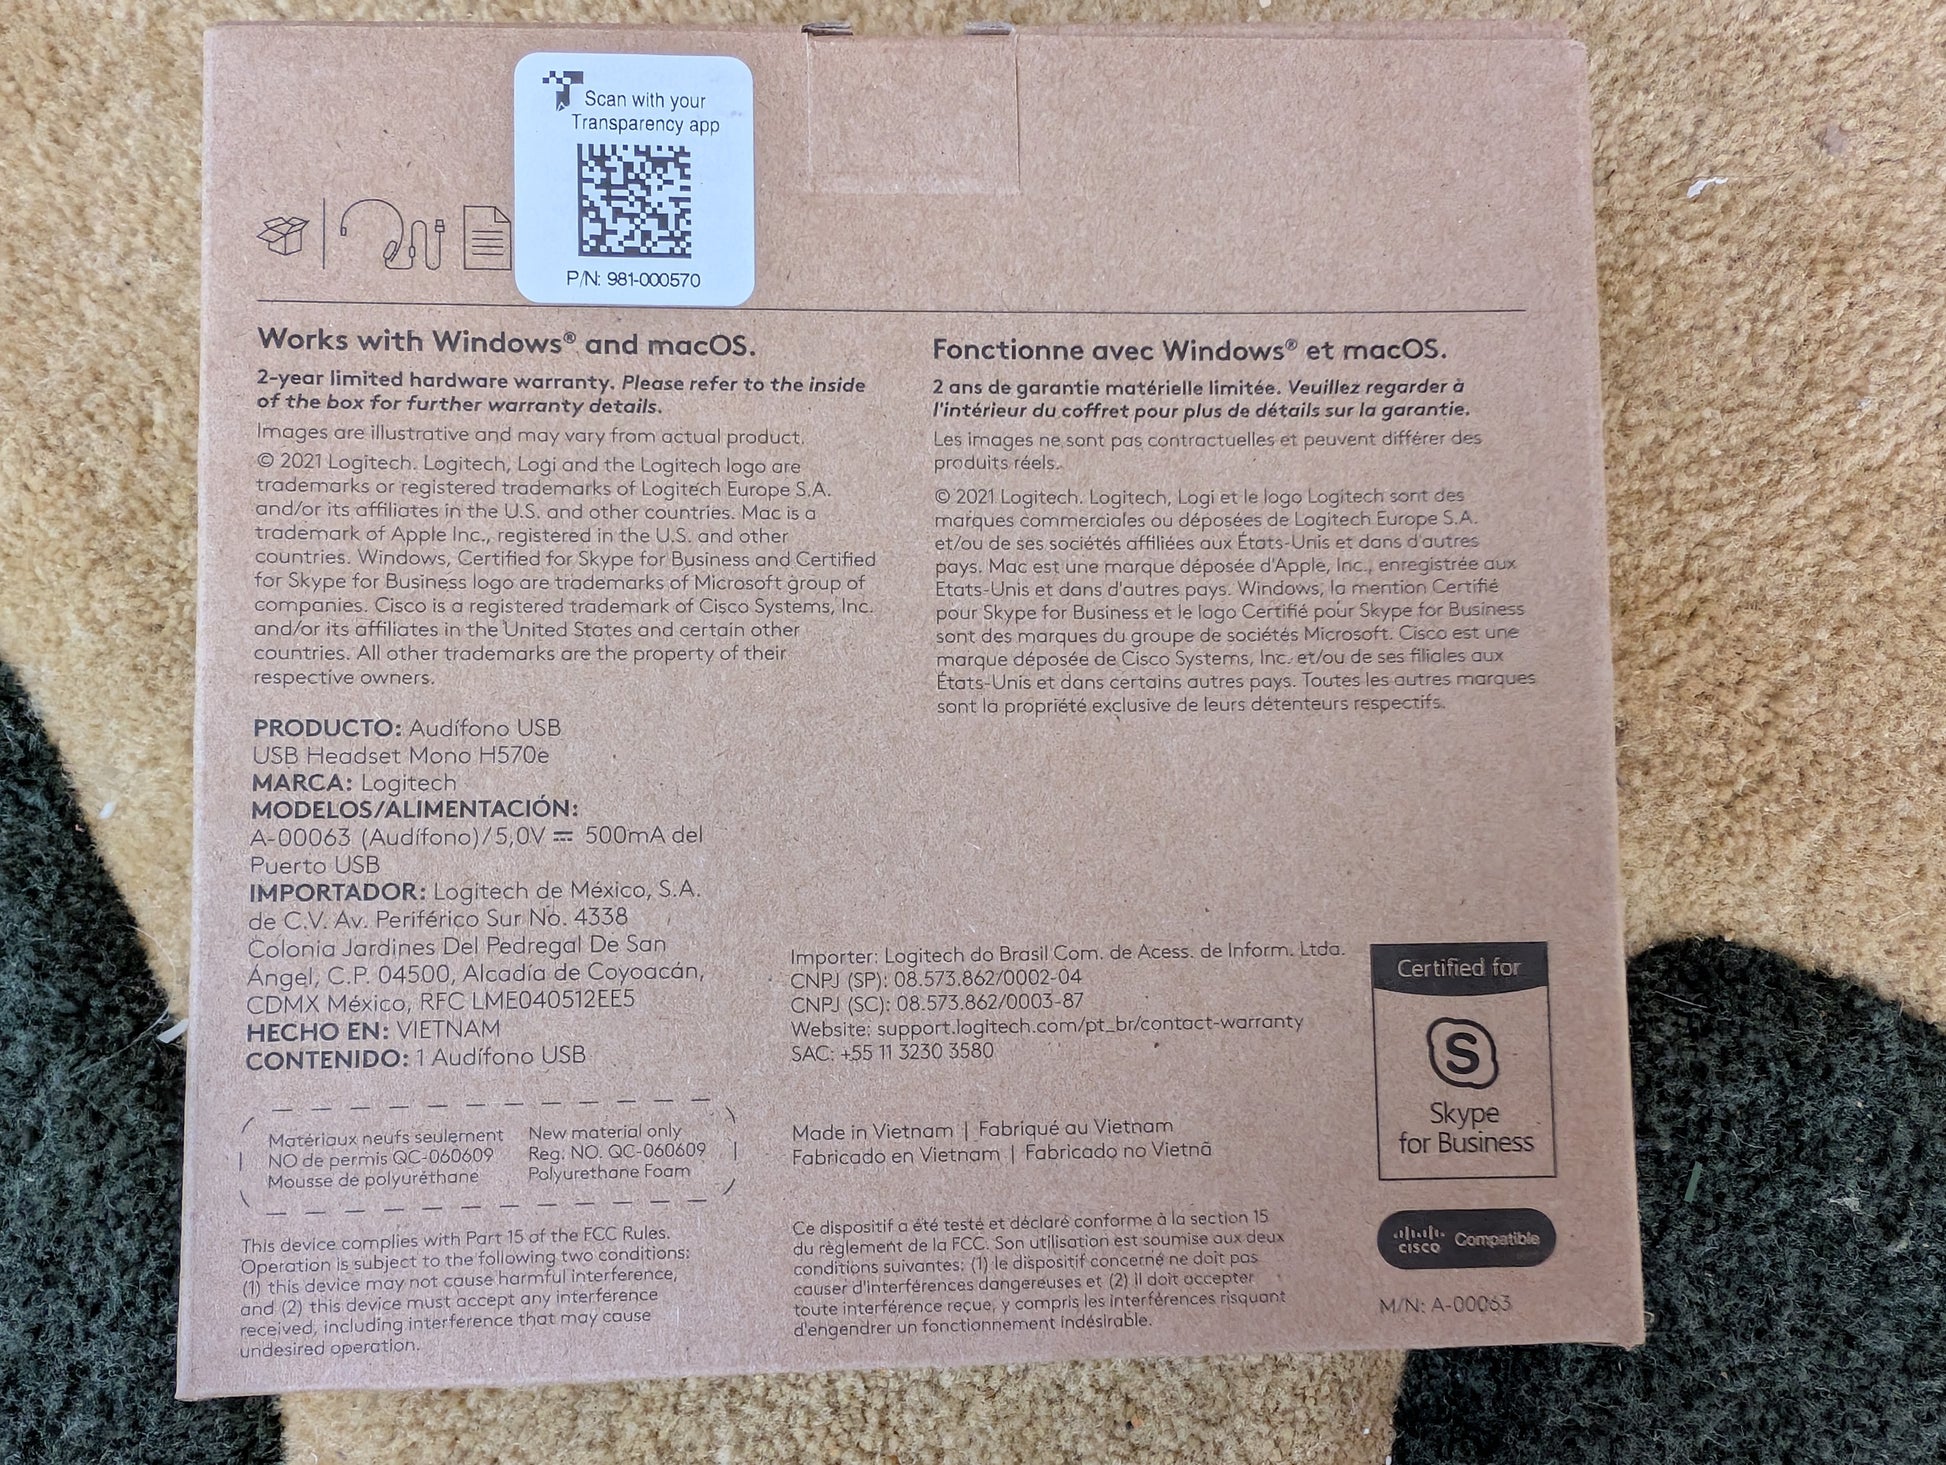 Scan with your
Transparency app
P/N: 981-000570
Works with Windows® and macOS.
2-year limited hardware warranty. Please refer to the inside
of the box for further warranty details.
Images are illustrative and may vary from actual product.
© 2021 Logitech. Logitech, Logi and the Logitech logo are
trademarks or registered trademarks of Logitech Europe S.A.
and/or its affiliates in the U.S. and other countries. Mac is a
trademark of Apple Inc., registered in the U.S. and other
countries. Windows, Certified for Skype for Business and Certified
for Skype for Business logo are trademarks of Microsoft group of
companies. Cisco is a registered trademark of Cisco Systems, Inc.
and/or its affiliates in the United States and certain other
countries. All other trademarks are the property of their
respective owners.
Fonctionne avec Windows® et macOS.
2 ans de garantie matérielle limitée. Veuillez regarder à
l'intérieur du coffret pour plus de détails sur la garantie.
Les images ne sont pas contractuelles et peuvent différer des
produits réels.
© 2021 Logitech. Logitech, Logi et le logo Logitech sont des
marques commerciales ou déposées de Logitech Europe S.A.
et/ou de ses sociétés affiliées aux États-Unis et dans d'autres
pays. Mac est une marque déposée d'Apple, Inc., enregistrée aux
Etats-Unis et dans d'autres pays. Windows, la mention Certifié
pour Skype for Business et le logo Certifié pour Skype for Business
sont des marques du groupe de sociétés Microsoft. Cisco est une
marque déposée de Cisco Systems, Inc. et/ou de ses filiales aux
États-Unis et dans certains autres pays. Toutes les autres marques
sont la propriété exclusive de leurs détenteurs respectifs.
PRODUCTO: Audífono USB
USB Headset Mono H570e
MARCA: Logitech
MODELOS/ALIMENTACIÓN:
A-00063 (Audífono)/5,0V ⎓ 500mA del
Puerto USB
IMPORTADOR: Logitech de México, S.A.
de C.V. Av. Periférico Sur No. 4338
Colonia Jardines Del Pedregal De San
Ángel, C.P. 04500, Alcadía de Coyoacán,
CDMX México, RFC LME040512EE5
HECHO EN: VIETNAM
CONTENIDO: 1 Audífono USB
Importer: Logitech do Brasil Com. de Acess. de Inform. Ltda.
CNPJ (SP): 08.573.862/0002-04
CNPJ (SC): 08.573.862/0003-87
Website: support.logitech.com/pt_br/contact-warranty
SAC: +55 11 3230 3580
Certified for
S
Skype
for Business
Matériaux neufs seulement
NO de permis QC-060609
Mousse de polyuréthane
New material only
Reg. NO. QC-060609
Polyurethane Foam
Made in Vietnam | Fabriqué au Vietnam
Fabricado en Vietnam | Fabricado no Vietnã
This device complies with Part 15 of the FCC Rules.
Operation is subject to the following two conditions:
(1) this device may not cause harmful interference,
and (2) this device must accept any interference
received, including interference that may cause
undesired operation.
Ce dispositif a été testé et déclaré conforme à la section 15
du règlement de la FCC. Son utilisation est soumise aux deux
conditions suivantes: (1) le dispositif concerné ne doit pas
causer d'interférences dangereuses et (2) il doit accepter
toute interférence reçue, y compris les interférences risquant
d'engendrer un fonctionnement indésirable.
CISCO Compatible
M/N: A-00063